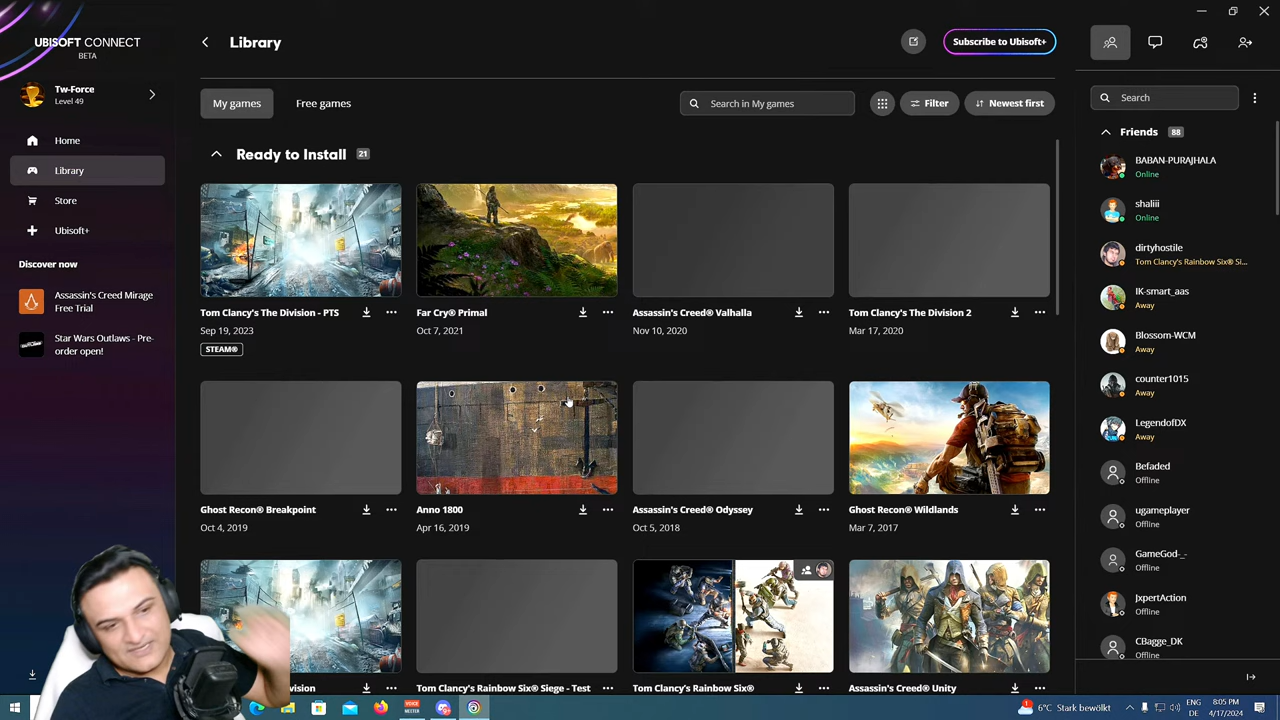 UBISOFT CONNECT
BETA
Tw-Force
Level 49
Home
Library
Store
Ubisoft+
Discover now
Assassin's Creed Mirage
Free Trial
Star Wars Outlaws - Pre-
order open!
Library
Subscribe to Ubisoft+
My games
Free games
Search in My games
Filter
Newest first
Ready to Install 21
Tom Clancy's The Division - PTS
Sep 19, 2023
STEAM®
Far Cry® Primal
Oct 7, 2021
Assassin's Creed® Valhalla
Nov 10, 2020
Tom Clancy's The Division 2
Mar 17, 2020
Ghost Recon® Breakpoint
Oct 4, 2019
Anno 1800
Apr 16, 2019
Assassin's Creed® Odyssey
Oct 5, 2018
Ghost Recon® Wildlands
Mar 7, 2017
Tom Clancy's Rainbow Six® Siege - Test
Tom Clancy's Rainbow Six®
Assassin's Creed® Unity
Search
Friends 88
BABAN-PURAJHALA
Online
shaliii
Online
dirtyhostile
Tom Clancy's Rainbow Six® Si...
IK-smart_aas
Away
Blossom-WCM
Away
counter1015
Away
LegendofDX
Away
Befaded
Offline
ugameplayer
Offline
GameGod-_-
Offline
JxpertAction
Offline
CBagge_DK
Offline
VOICE
MEETER
1
6°C Stark bewölkt
ENG
DE
8:05 PM
4/17/2024